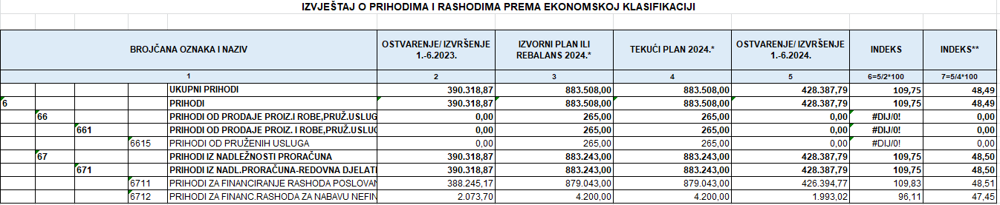 IZVJEŠTAJ O PRIHODIMA I RASHODIMA PREMA EKONOMSKOJ KLASIFIKACIJI
BROJČANA OZNAKA I NAZIV OSTVARENJE/ IZVRŠENJE 1.-6.2023. IZVORNI PLAN ILI REBALANS 2024.* TEKUĆI PLAN 2024.* OSTVARENJE/ IZVRŠENJE 1.-6.2024. INDEKS INDEKS**
1 2 3 4 5 6=5/2*100 7=5/4*100
UKUPNI PRIHODI 390.318,87 883.508,00 883.508,00 428.387,79 109,75 48,49
6 PRIHODI 390.318,87 883.508,00 883.508,00 428.387,79 109,75 48,49
66 PRIHODI OD PRODAJE PROIZ.I ROBE,PRUŽ.USLUG 0,00 265,00 265,00 0,00 #DIJ/0! 0,00
661 PRIHODI OD PRODAJE PROIZ. I ROBE,PRUŽ.USLUG 0,00 265,00 265,00 0,00 #DIJ/0! 0,00
6615 PRIHODI OD PRUŽENIH USLUGA 0,00 265,00 265,00 0,00 #DIJ/0! 0,00
67 PRIHODI IZ NADLEŽNOSTI PRORAČUNA 390.318,87 883.243,00 883.243,00 428.387,79 109,75 48,50
671 PRIHODI IZ NADL.PRORAČUNA-REDOVNA DJELATI 390.318,87 883.243,00 883.243,00 428.387,79 109,75 48,50
6711 PRIHODI ZA FINANCIRANJE RASHODA POSLOVAN 388.245,17 879.043,00 879.043,00 426.394,77 109,83 48,51
6712 PRIHODI ZA FINANC.RASHODA ZA NABAVU NEFIN 2.073,70 4.200,00 4.200,00 1.993,02 96,11 47,45